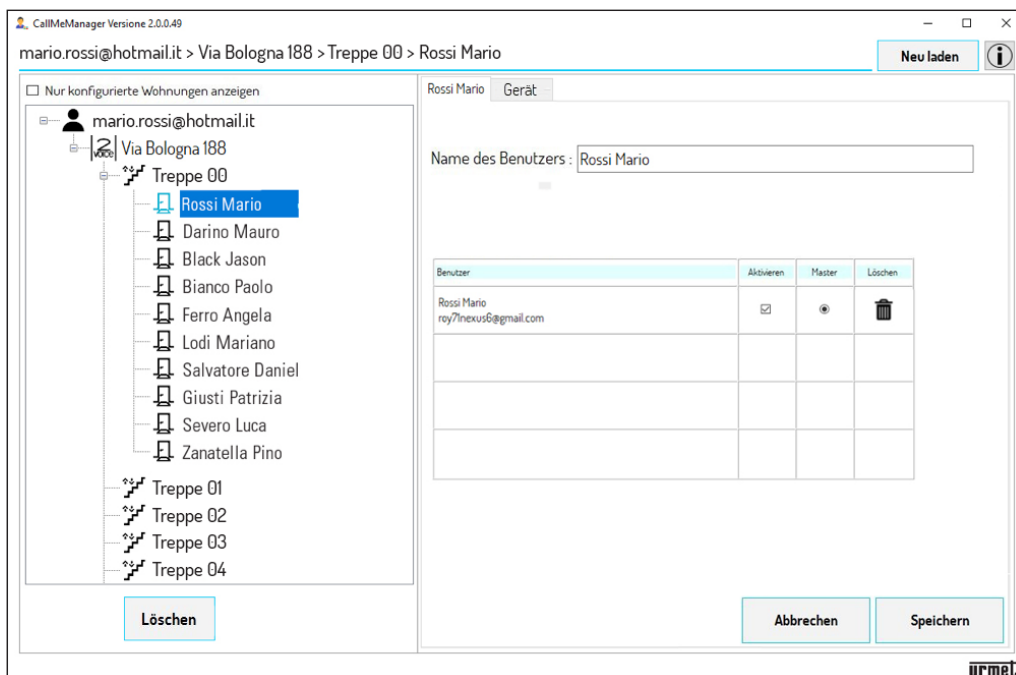 CallMeManager Versione 2.0.0.49
mario.rossi@hotmail.it > Via Bologna 188 > Treppe 00 > Rossi Mario
Neu laden
Nur konfigurierte Wohnungen anzeigen
mario.rossi@hotmail.it
2 VOICE Via Bologna 188
Treppe 00
Rossi Mario
Darino Mauro
Black Jason
Bianco Paolo
Ferro Angela
Lodi Mariano
Salvatore Daniel
Giusti Patrizia
Severo Luca
Zanatella Pino
Treppe 01
Treppe 02
Treppe 03
Treppe 04
Löschen
Rossi Mario Gerät
Name des Benutzers : Rossi Mario
Benutzer Aktivieren Master Löschen
Rossi Mario
roy71nexus6@gmail.com
Abbrechen Speichern
urmet